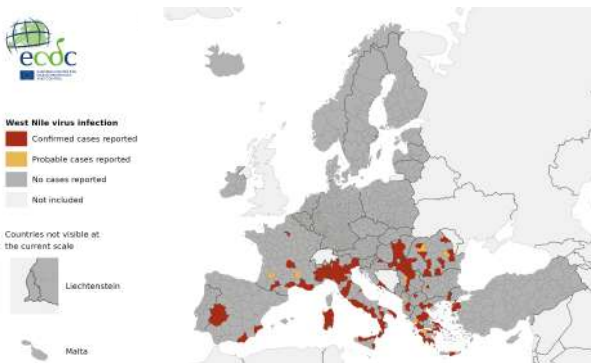 ecdc
West Nile virus infection
Confirmed cases reported
Probable cases reported
No cases reported
Not included
Countries not visible at
the current scale
Liechtenstein
Malta